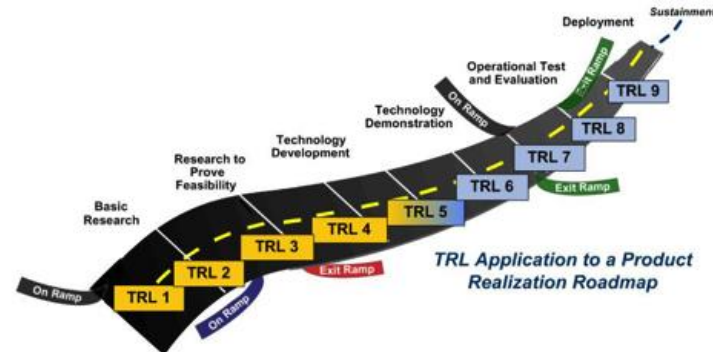 Sustainment
Deployment
Exit Ramp
Operational Test
and Evaluation
On Ramp
TRL 9
Technology
Demonstration
TRL 8
Technology
Development
TRL 7
Exit Ramp
Research to
Prove
Feasibility
TRL 6
Basic
Research
TRL 5
TRL 4
TRL 3
Exit Ramp
TRL 2
On Ramp
TRL 1
On Ramp
TRL Application to a Product
Realization Roadmap